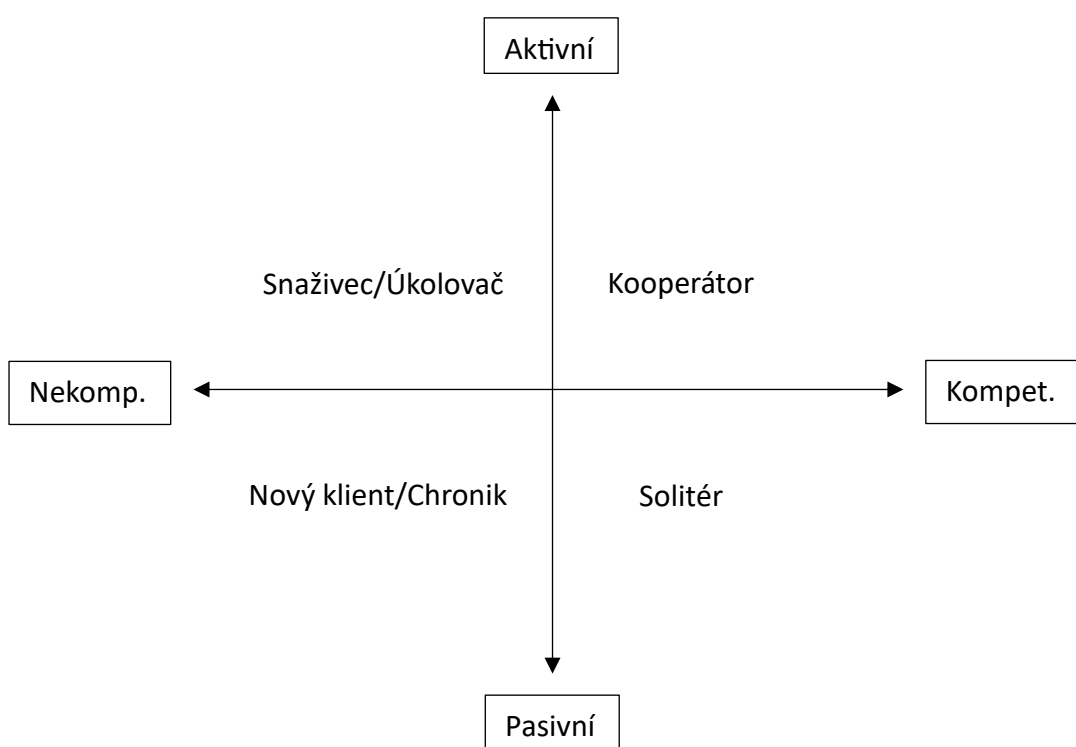 Aktivní
Snaživec/Úkolovač
Kooperátor
Nekomp.
Kompet.
Nový klient/Chronik
Solitér
Pasivní